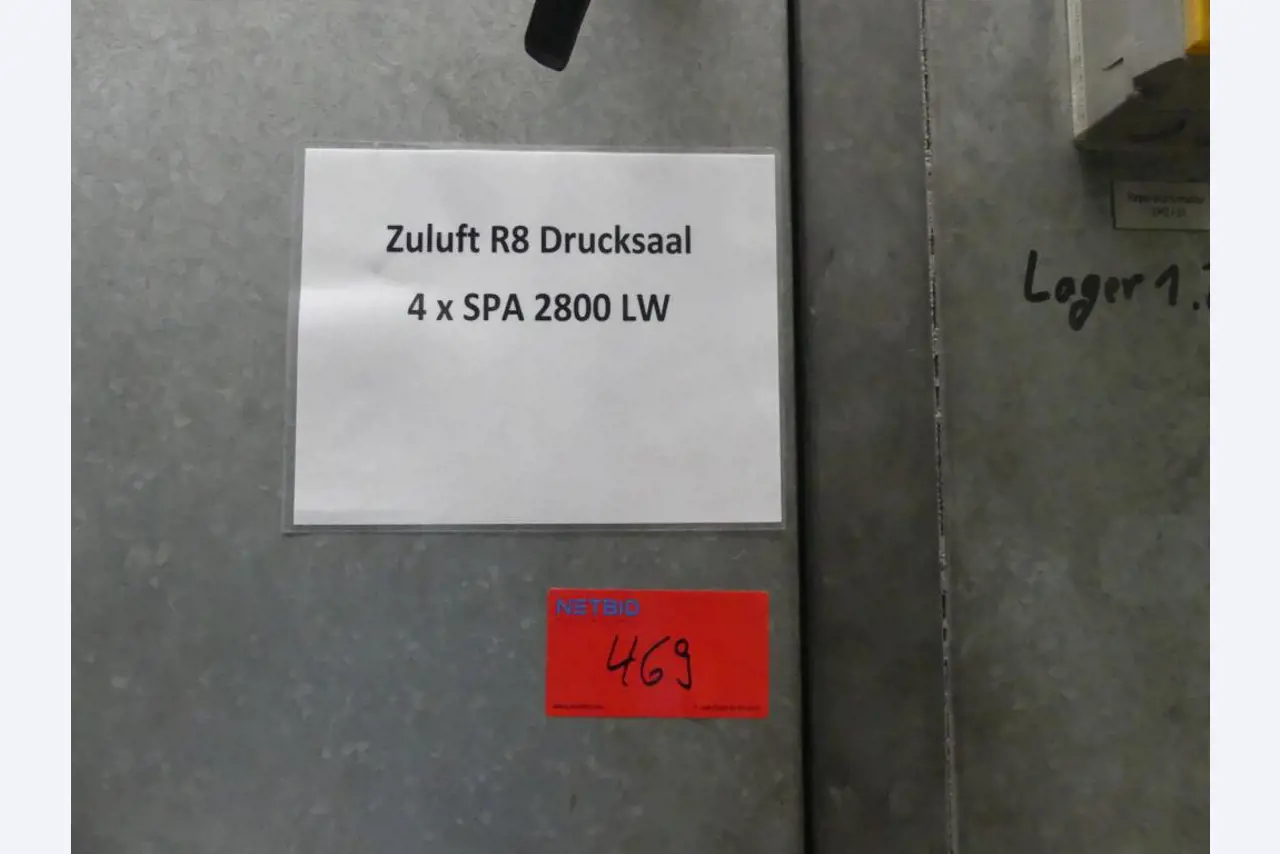 Zuluft R8 Drucksaal
4 x SPA 2800 LW
Lager 1.
NETBID
469